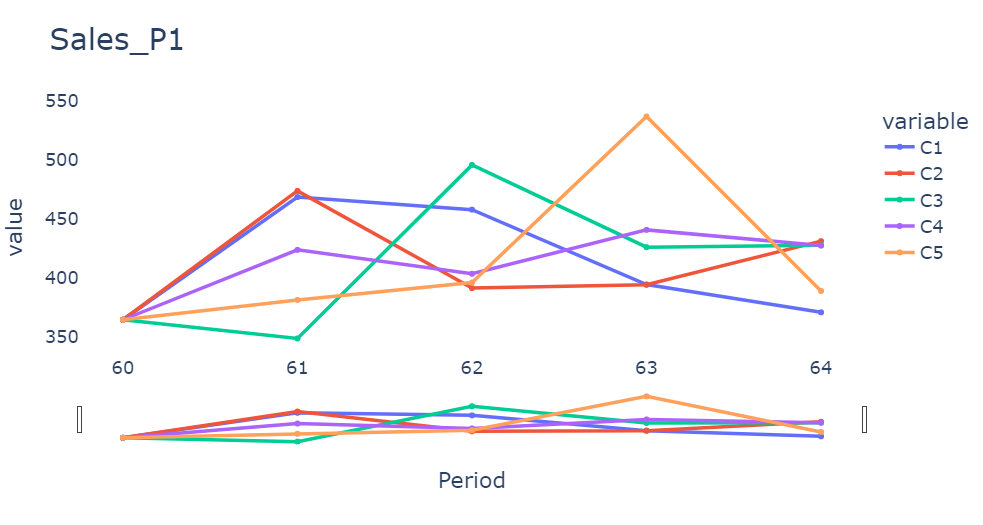 Sales_P1
550
500
450
400
350
value
60 61 62 63 64
Period
variable
C1
C2
C3
C4
C5